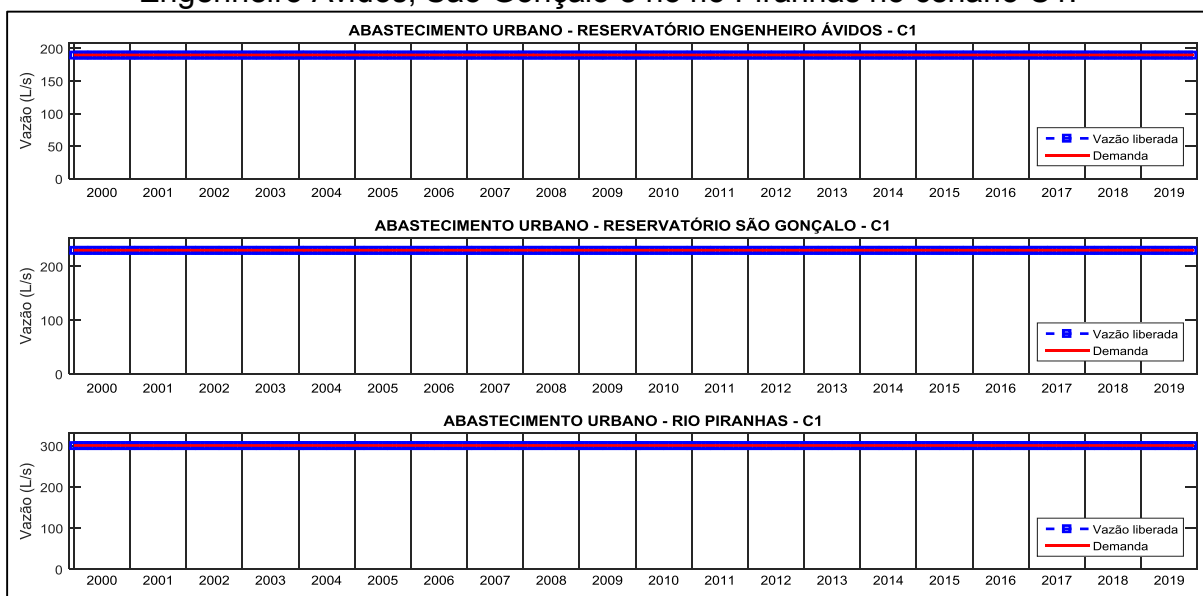 Engenheiro Ávidos, São Gonçalo e no rio Piranhas no cenário C1.
ABASTECIMENTO URBANO - RESERVATÓRIO ENGENHEIRO ÁVIDOS - C1
Vazão (L/s)
200
150
100
50
0
Vazão liberada
Demanda
2000 2001 2002 2003 2004 2005 2006 2007 2008 2009 2010 2011 2012 2013 2014 2015 2016 2017 2018 2019
ABASTECIMENTO URBANO - RESERVATÓRIO SÃO GONÇALO - C1
Vazão (L/s)
200
100
0
Vazão liberada
Demanda
2000 2001 2002 2003 2004 2005 2006 2007 2008 2009 2010 2011 2012 2013 2014 2015 2016 2017 2018 2019
ABASTECIMENTO URBANO - RIO PIRANHAS - C1
Vazão (L/s)
300
200
100
0
Vazão liberada
Demanda
2000 2001 2002 2003 2004 2005 2006 2007 2008 2009 2010 2011 2012 2013 2014 2015 2016 2017 2018 2019